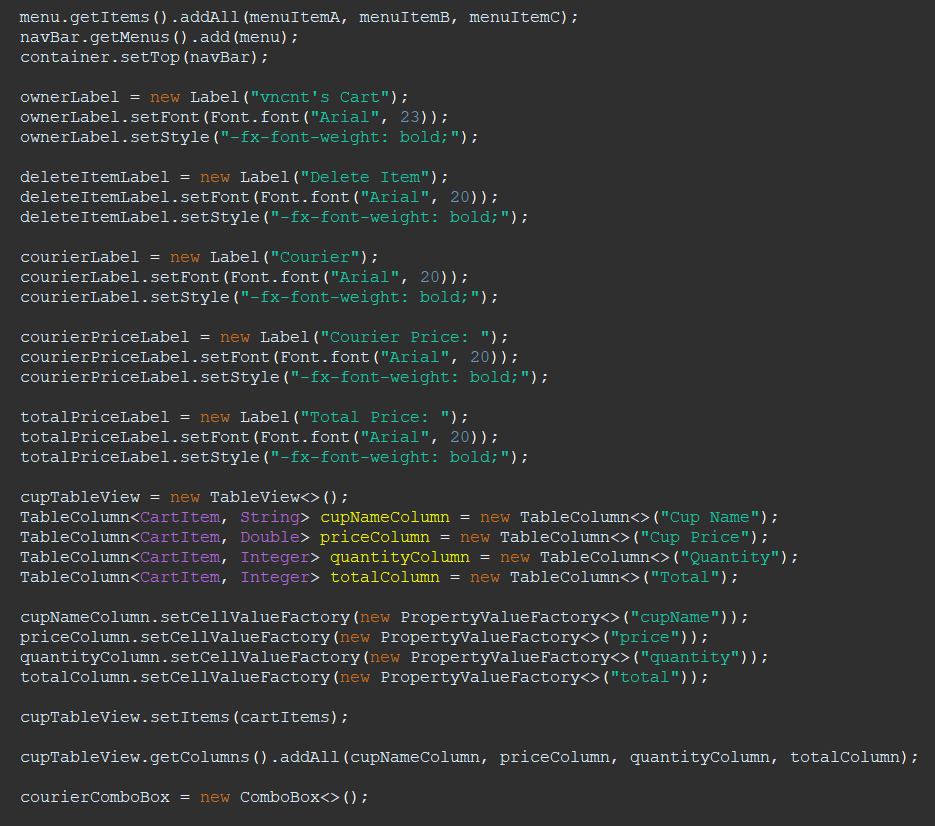 menu.getItems().addAll(menuItemA, menuItemB, menuItemC);
navBar.getMenus().add(menu);
container.setTop(navBar);
ownerLabel = new Label("vncnt's Cart");
ownerLabel.setFont(Font.font("Arial", 23));
ownerLabel.setStyle("-fx-font-weight: bold;");
deleteItemLabel = new Label("Delete Item");
deleteItemLabel.setFont(Font.font("Arial", 20));
deleteItemLabel.setStyle("-fx-font-weight: bold;");
courierLabel = new Label("Courier");
courierLabel.setFont(Font.font("Arial", 20));
courierLabel.setStyle("-fx-font-weight: bold;");
courierPriceLabel = new Label("Courier Price: ");
courierPriceLabel.setFont(Font.font("Arial", 20));
courierPriceLabel.setStyle("-fx-font-weight: bold;");
totalPriceLabel = new Label("Total Price: ");
totalPriceLabel.setFont(Font.font("Arial", 20));
totalPriceLabel.setStyle("-fx-font-weight: bold;");
cupTableView = new TableView<>();
TableColumn<CartItem, String> cupNameColumn = new TableColumn<>("Cup Name");
TableColumn<CartItem, Double> priceColumn = new TableColumn<>("Cup Price");
TableColumn<CartItem, Integer> quantityColumn = new TableColumn<>("Quantity");
TableColumn<CartItem, Integer> totalColumn = new TableColumn<>("Total");
cupNameColumn.setCellValueFactory(new PropertyValueFactory<>("cupName"));
priceColumn.setCellValueFactory(new PropertyValueFactory<>("price"));
quantityColumn.setCellValueFactory(new PropertyValueFactory<>("quantity"));
totalColumn.setCellValueFactory(new PropertyValueFactory<>("total"));
cupTableView.setItems(cartItems);
cupTableView.getColumns().addAll(cupNameColumn, priceColumn, quantityColumn, totalColumn);
courierComboBox = new ComboBox<>();